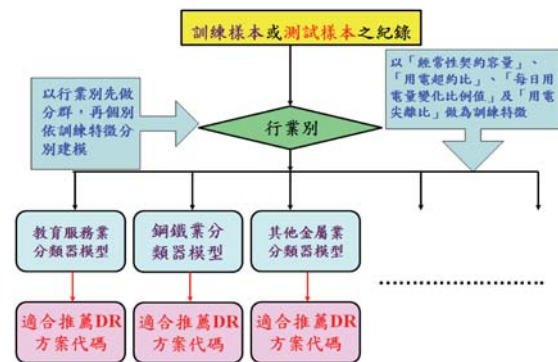 訓練樣本或測試樣本之紀錄
以行業別先做
分群，再個別
依訓練特徵分
別建模
行業別
以「經常性契約容量」、
「用電超約比」、「每日用
電量變化比例值」及「用電
尖離比」做為訓練特徵
教育服務業
分類器模型
鋼鐵業分
類器模型
其他金屬業
分類器模型
適合推薦DR
方案代碼
適合推薦DR
方案代碼
適合推薦DR
方案代碼